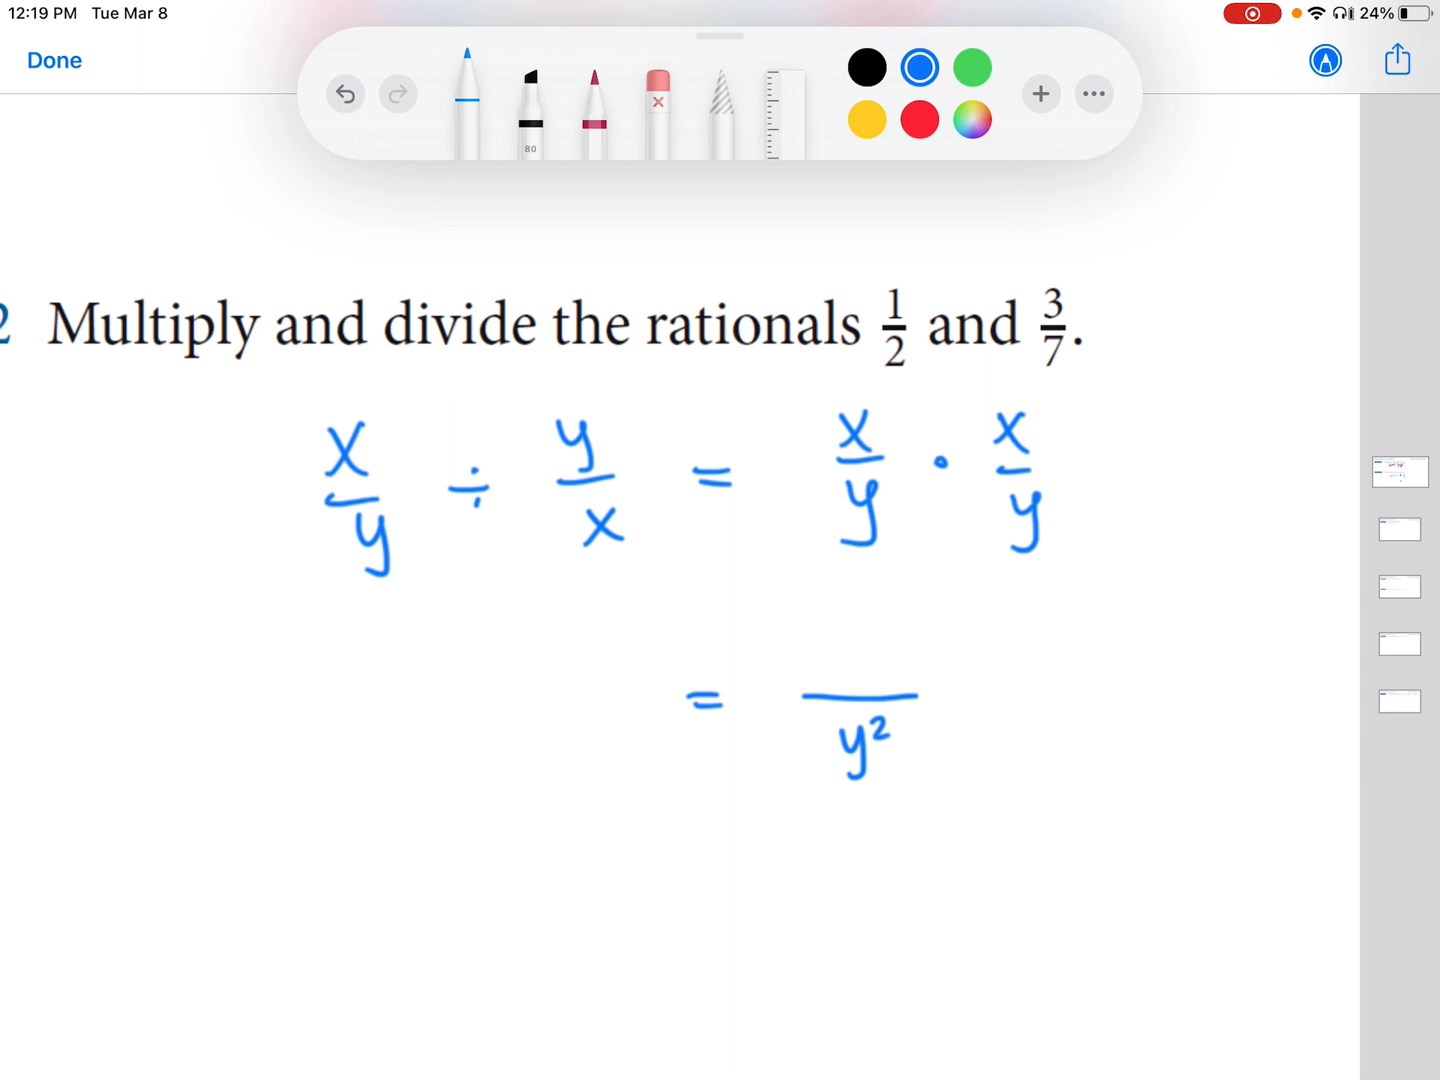 12:19 PM Tue Mar 8 24%
Done
80
2 Multiply and divide the rationals 1/2 and 3/7.
x/y ÷ y/x = x/y · x/y
= /y²